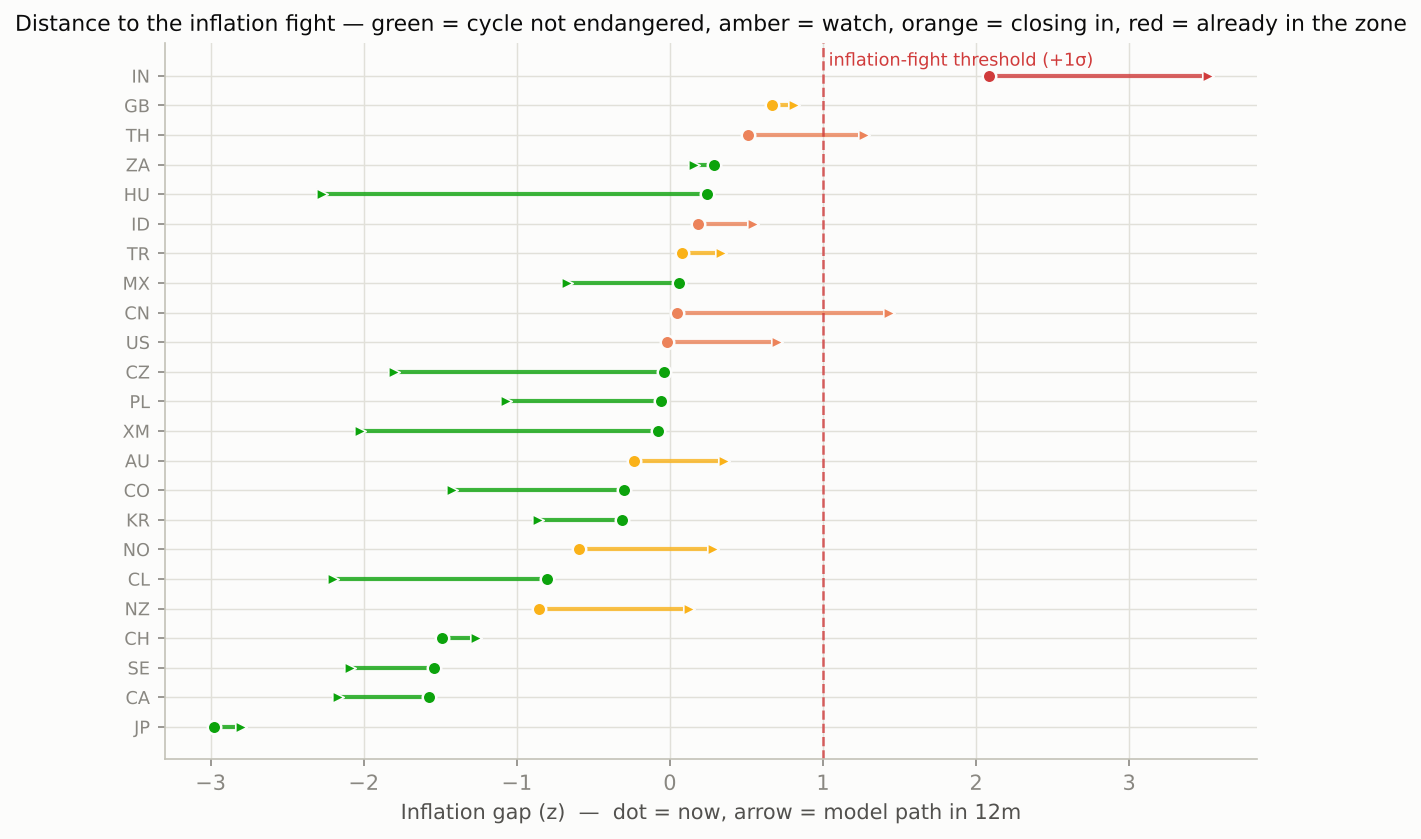 Distance to the inflation fight — green = cycle not endangered, amber = watch, orange = closing in, red = already in the zone
inflation-fight threshold (+1σ)
IN
GB
TH
ZA
HU
ID
TR
MX
CN
US
CZ
PL
XM
AU
CO
KR
NO
CL
NZ
CH
SE
CA
JP
−3 −2 −1 0 1 2 3
Inflation gap (z) — dot = now, arrow = model path in 12m